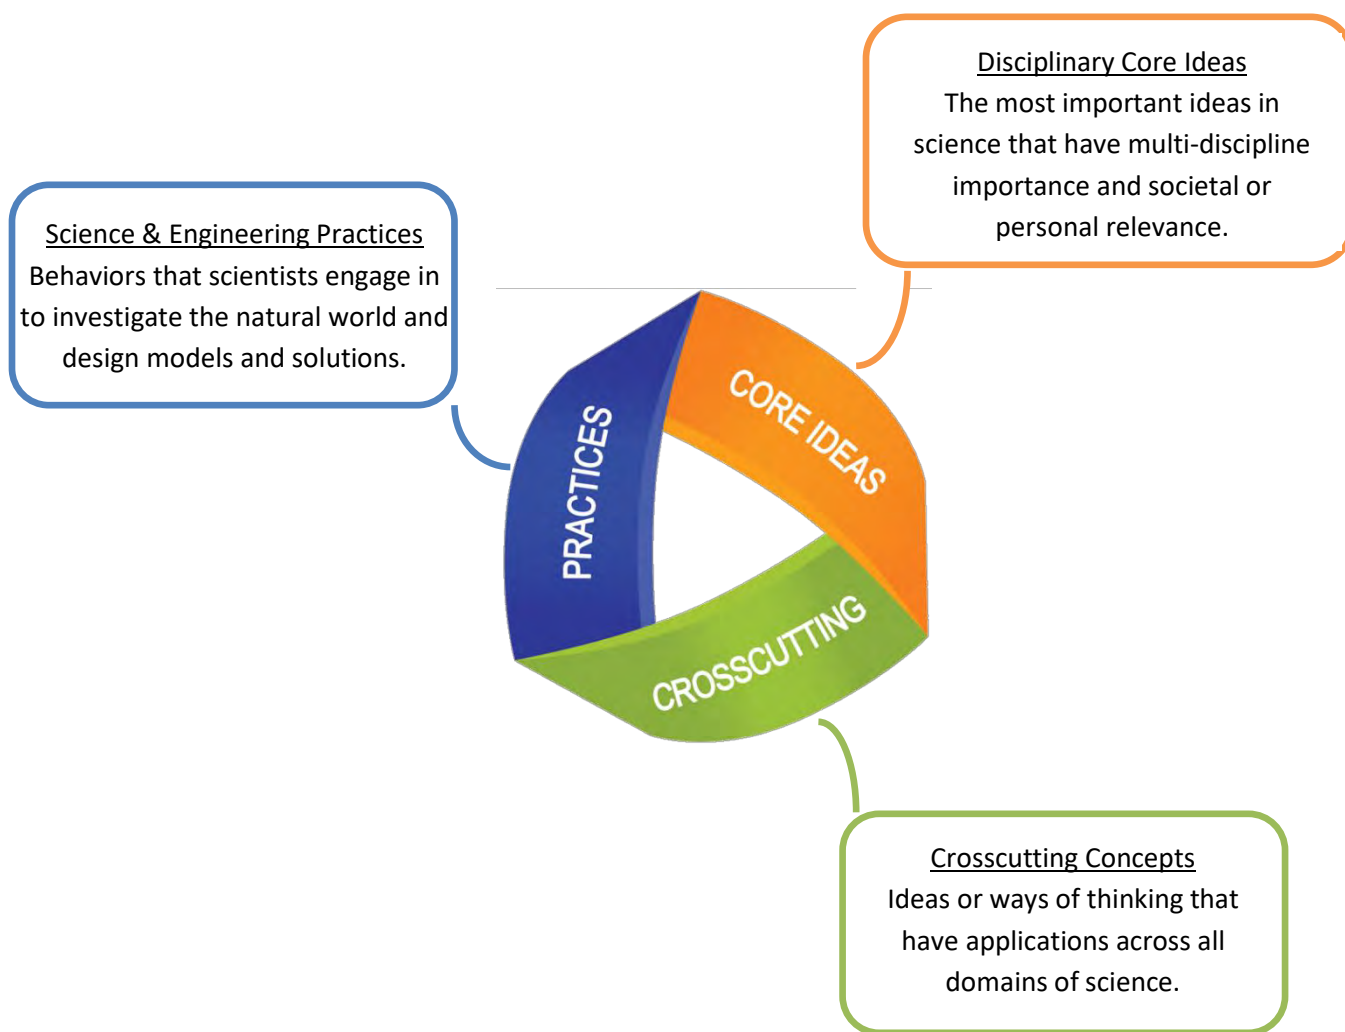 Disciplinary Core Ideas
The most important ideas in
science that have multi-discipline
importance and societal or
personal relevance.
Science & Engineering Practices
Behaviors that scientists engage in
to investigate the natural world and
design models and solutions.
CORE IDEAS
PRACTICES
CROSSCUTTING
Crosscutting Concepts
Ideas or ways of thinking that
have applications across all
domains of science.